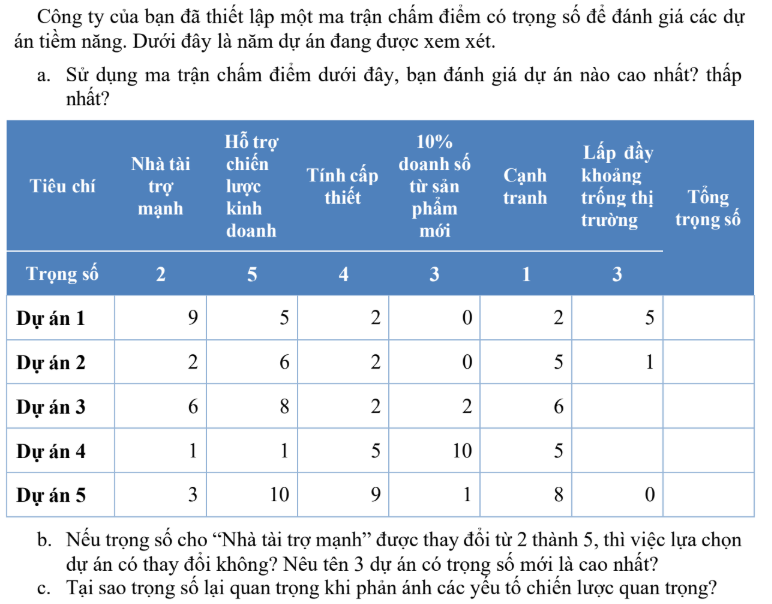 Công ty của bạn đã thiết lập một ma trận chấm điểm có trọng số để đánh giá các dự
án tiềm năng. Dưới đây là năm dự án đang được xem xét.
a. Sử dụng ma trận chấm điểm dưới đây, bạn đánh giá dự án nào cao nhất? thấp
nhất?
Tiêu chí
Nhà tài
trợ
mạnh
Hỗ trợ
chiến
lược
kinh
doanh
Tính cấp
thiết
10%
doanh số
từ sản
phẩm
mới
Cạnh
tranh
Lấp đầy
khoảng
trống thị
trường
Tổng
trọng số
Trọng số 2 5 4 3 1 3
Dự án 1 9 5 2 0 2 5
Dự án 2 2 6 2 0 5 1
Dự án 3 6 8 2 2 6
Dự án 4 1 1 5 10 5
Dự án 5 3 10 9 1 8 0
b. Nếu trọng số cho “Nhà tài trợ mạnh” được thay đổi từ 2 thành 5, thì việc lựa chọn
dự án có thay đổi không? Nêu tên 3 dự án có trọng số mới là cao nhất?
c. Tại sao trọng số lại quan trọng khi phản ánh các yếu tố chiến lược quan trọng?